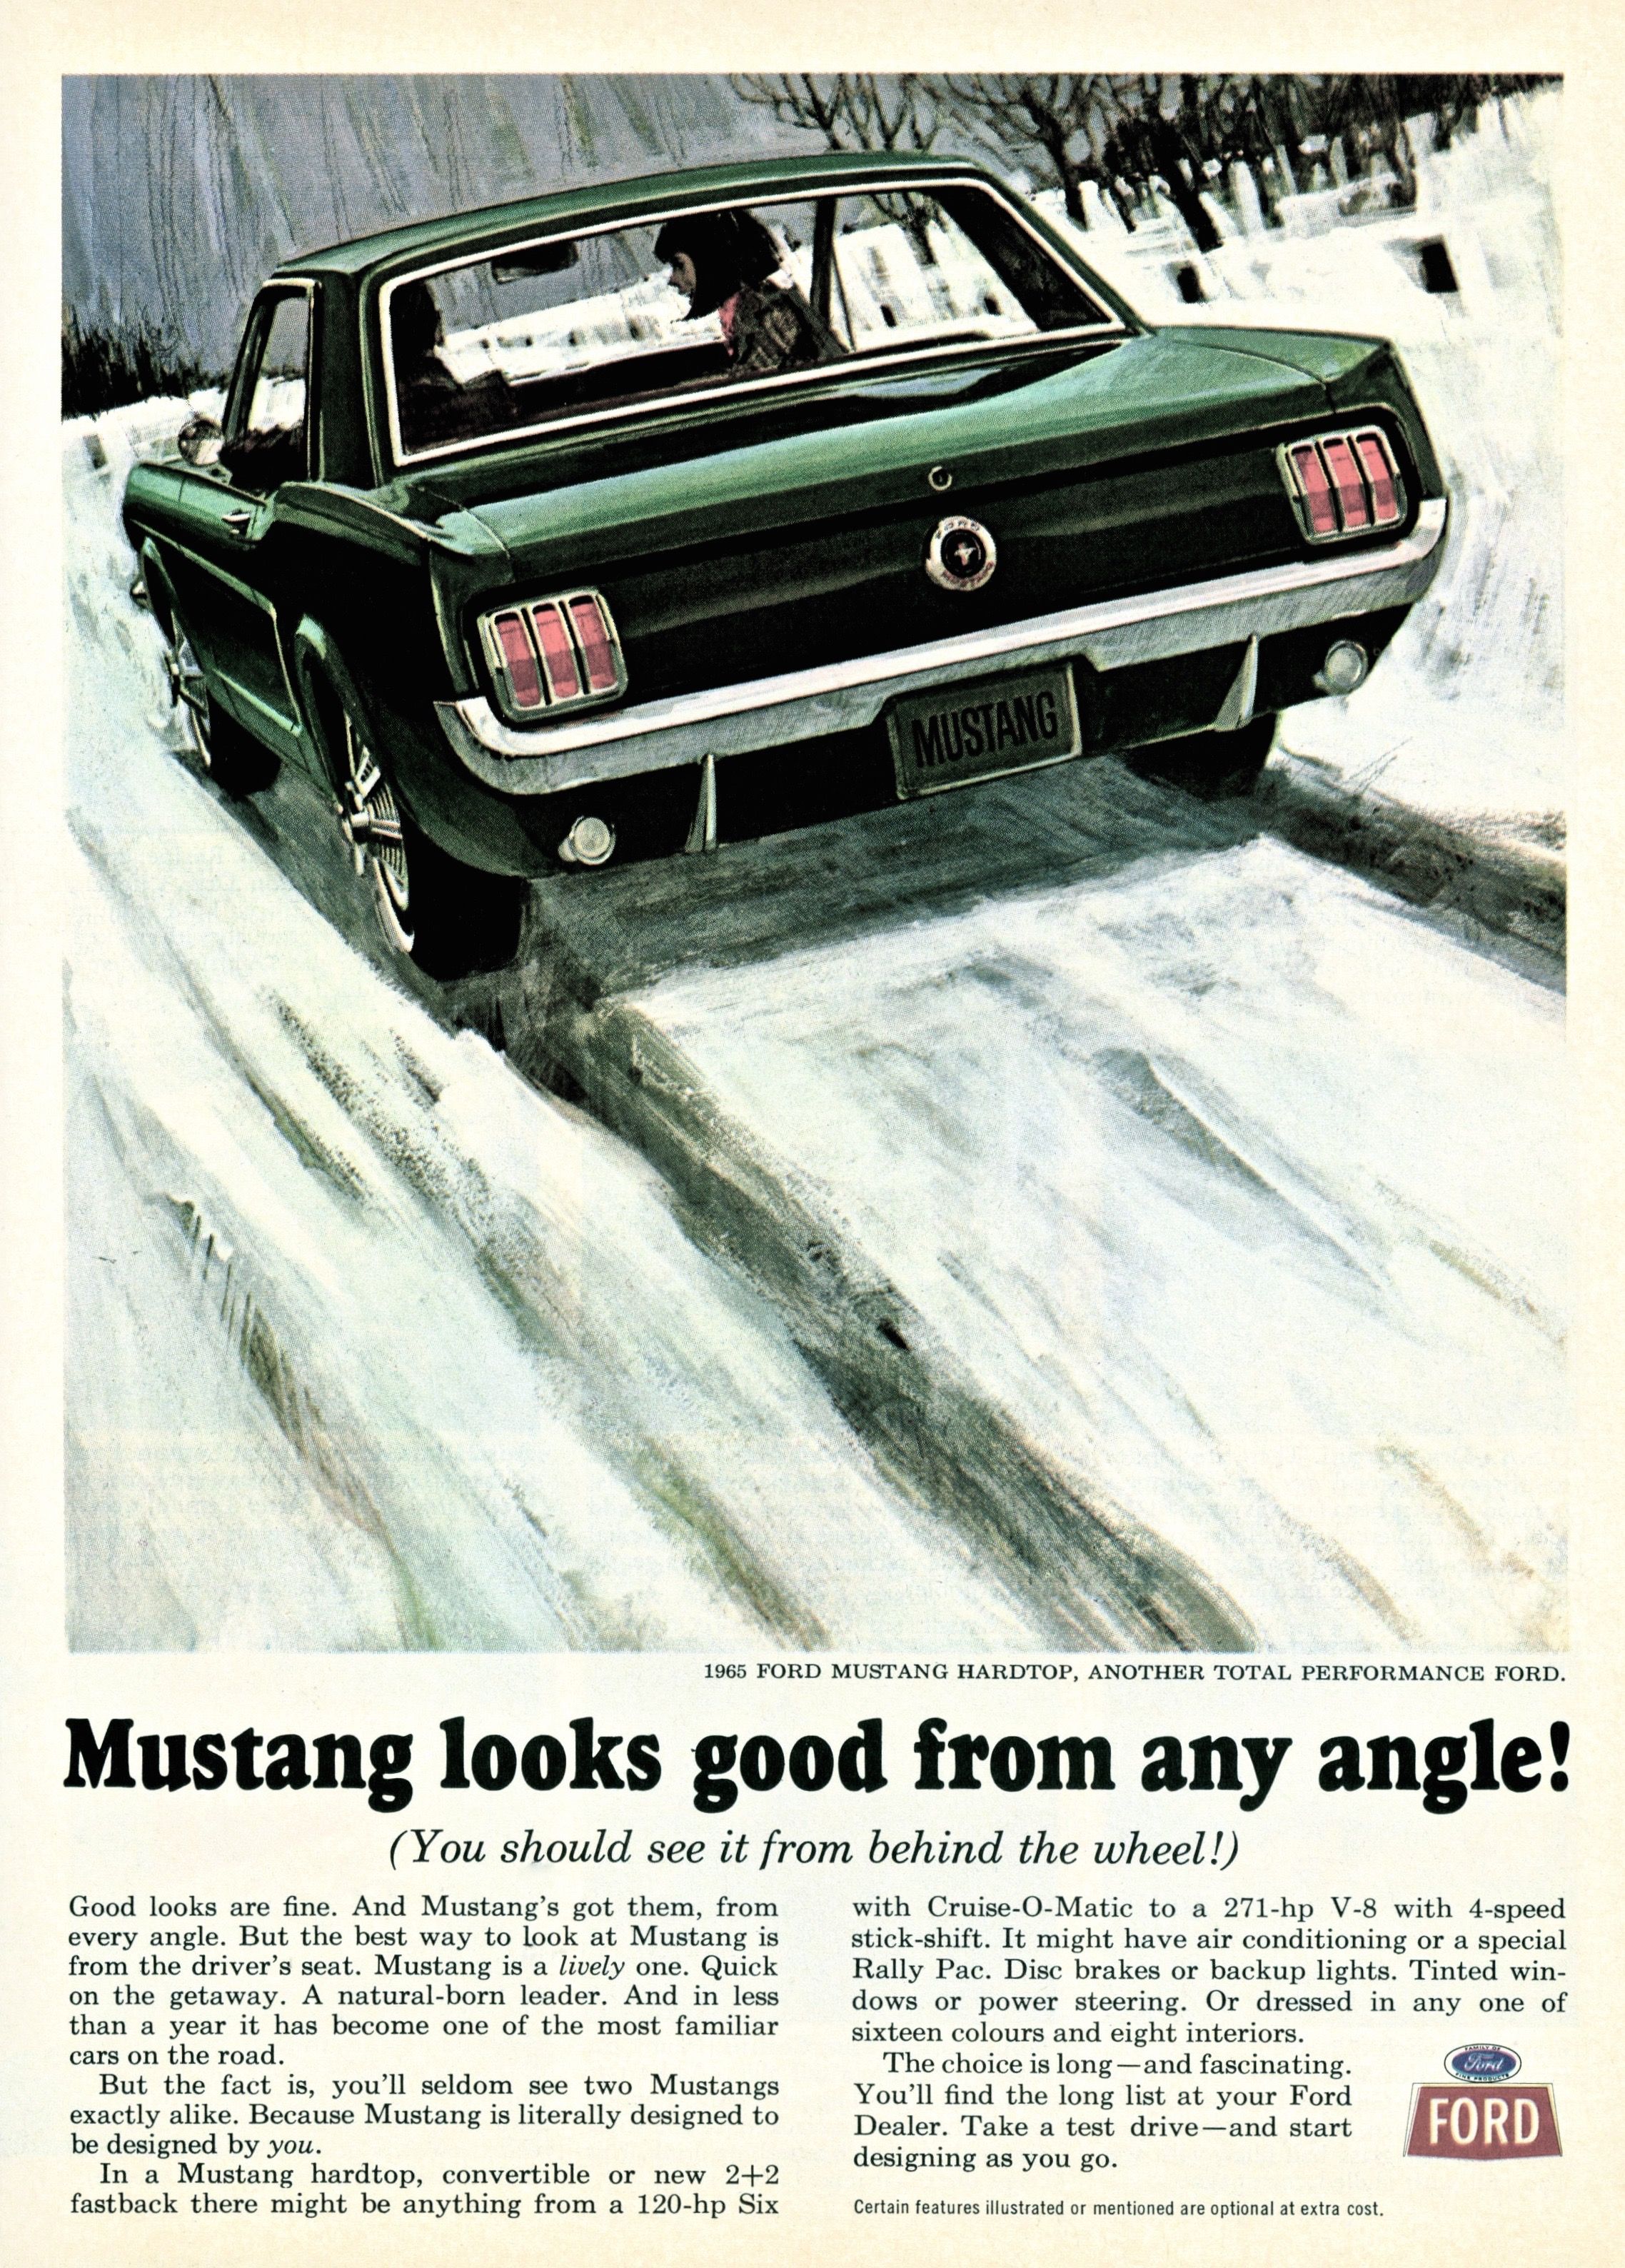 FORD
MUSTANG
MUSTANG
1965 FORD MUSTANG HARDTOP, ANOTHER TOTAL PERFORMANCE FORD.
Mustang looks good from any angle!
(You should see it from behind the wheel!)
Good looks are fine. And Mustang's got them, from
every angle. But the best way to look at Mustang is
from the driver's seat. Mustang is a lively one. Quick
on the getaway. A natural-born leader. And in less
than a year it has become one of the most familiar
cars on the road.
But the fact is, you'll seldom see two Mustangs
exactly alike. Because Mustang is literally designed to
be designed by you.
In a Mustang hardtop, convertible or new 2+2
fastback there might be anything from a 120-hp Six
with Cruise-O-Matic to a 271-hp V-8 with 4-speed
stick-shift. It might have air conditioning or a special
Rally Pac. Disc brakes or backup lights. Tinted win-
dows or power steering. Or dressed in any one of
sixteen colours and eight interiors.
The choice is long—and fascinating.
You'll find the long list at your Ford
Dealer. Take a test drive—and start
designing as you go.
Certain features illustrated or mentioned are optional at extra cost.
FAMILY OF
Ford
FINE PRODUCTS
FORD